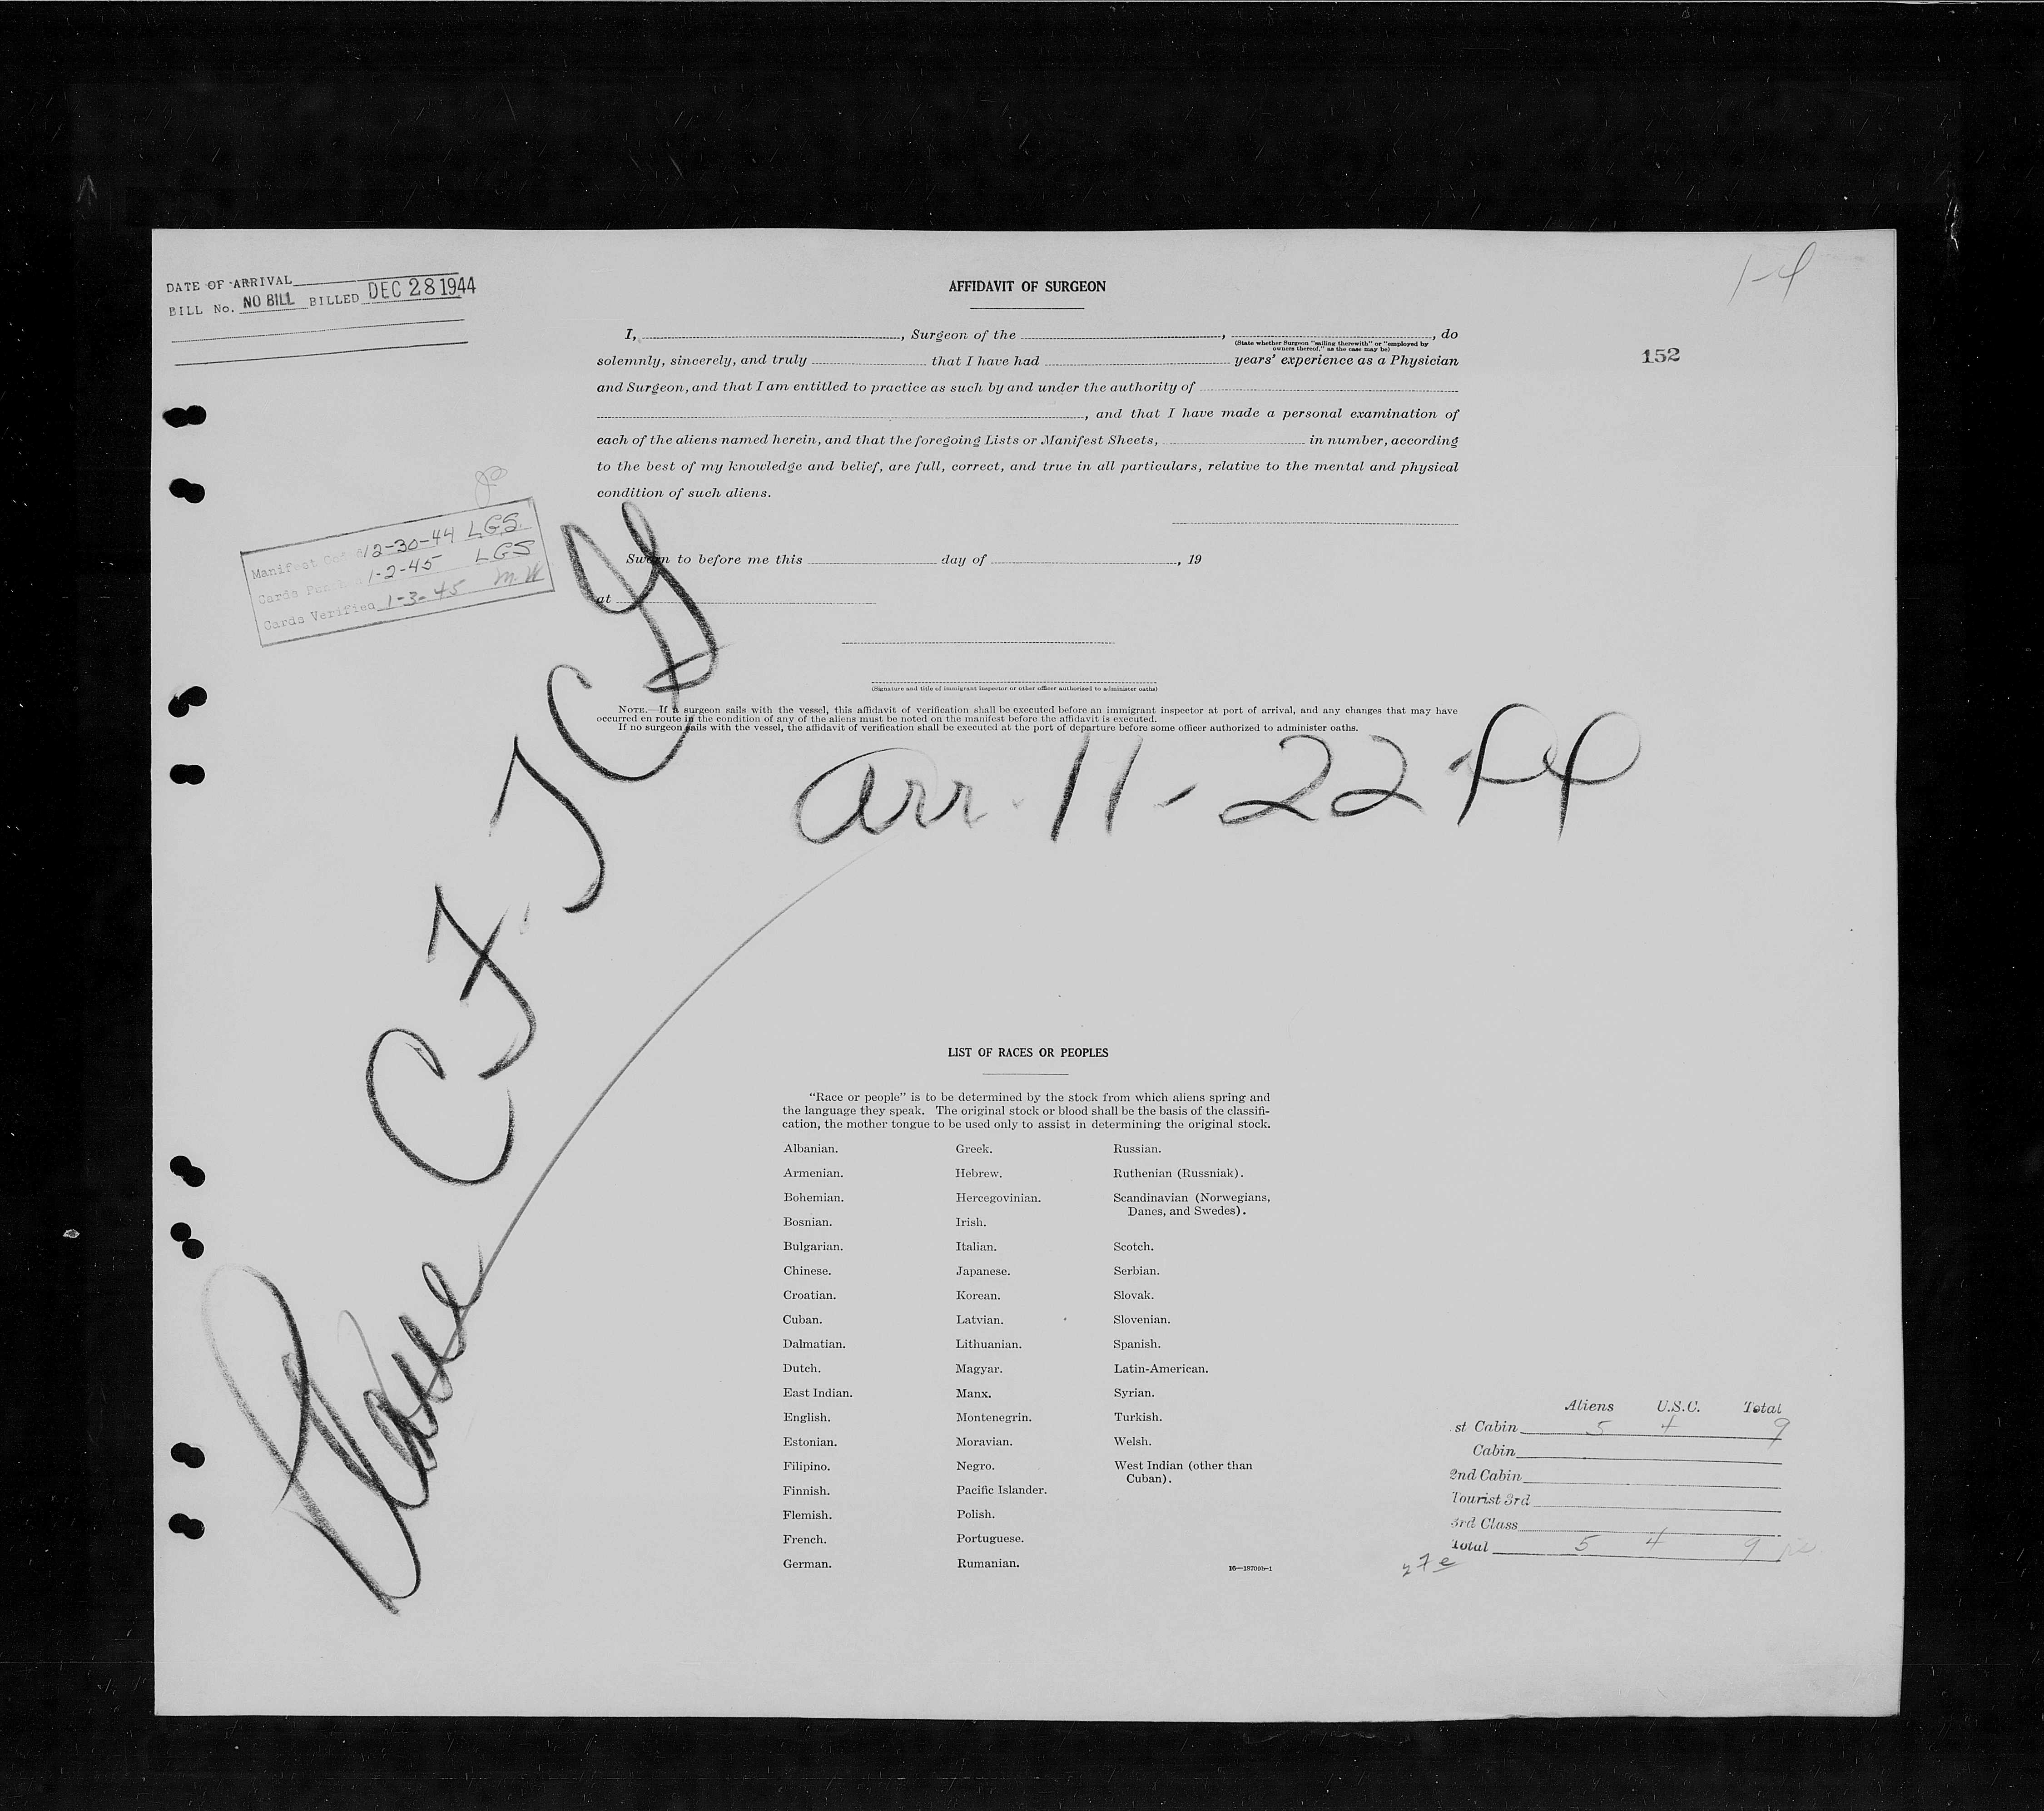 DATE OF ARRIVAL
BILL No. NO BILL BILLED DEC 28 1944
1-4
152
AFFIDAVIT OF SURGEON
I, , Surgeon of the , , do
(State whether Surgeon "sailing therewith" or "employed by
owners thereof," as the case may be)
solemnly, sincerely, and truly that I have had years' experience as a Physician
and Surgeon, and that I am entitled to practice as such by and under the authority of
, and that I have made a personal examination of
each of the aliens named herein, and that the foregoing Lists or Manifest Sheets, in number, according
to the best of my knowledge and belief, are full, correct, and true in all particulars, relative to the mental and physical
condition of such aliens.
Manifest 12-30-44 LGS.
Cards 1-2-45 LGS
Cards Verified 1-3-45 M.W
Sworn to before me this day of , 19
at
(Signature and title of immigrant inspector or other officer authorized to administer oaths)
NOTE.—If a surgeon sails with the vessel, this affidavit of verification shall be executed before an immigrant inspector at port of arrival, and any changes that may have
occurred en route in the condition of any of the aliens must be noted on the manifest before the affidavit is executed.
If no surgeon sails with the vessel, the affidavit of verification shall be executed at the port of departure before some officer authorized to administer oaths.
Plane
arr. 11-22-44
LIST OF RACES OR PEOPLES
"Race or people" is to be determined by the stock from which aliens spring and
the language they speak. The original stock or blood shall be the basis of the classifi-
cation, the mother tongue to be used only to assist in determining the original stock.
Albanian.
Armenian.
Bohemian.
Bosnian.
Bulgarian.
Chinese.
Croatian.
Cuban.
Dalmatian.
Dutch.
East Indian.
English.
Estonian.
Filipino.
Finnish.
Flemish.
French.
German.
Greek.
Hebrew.
Hercegovinian.
Irish.
Italian.
Japanese.
Korean.
Latvian.
Lithuanian.
Magyar.
Manx.
Montenegrin.
Moravian.
Negro.
Pacific Islander.
Polish.
Portuguese.
Rumanian.
Russian.
Ruthenian (Russniak).
Scandinavian (Norwegians,
Danes, and Swedes).
Scotch.
Serbian.
Slovak.
Slovenian.
Spanish.
Latin-American.
Syrian.
Turkish.
Welsh.
West Indian (other than
Cuban).
16—18709b-1
Aliens U.S.C. Total
st Cabin 5 4 9
Cabin
2nd Cabin
Tourist 3rd
3rd Class
Total 5 4 9